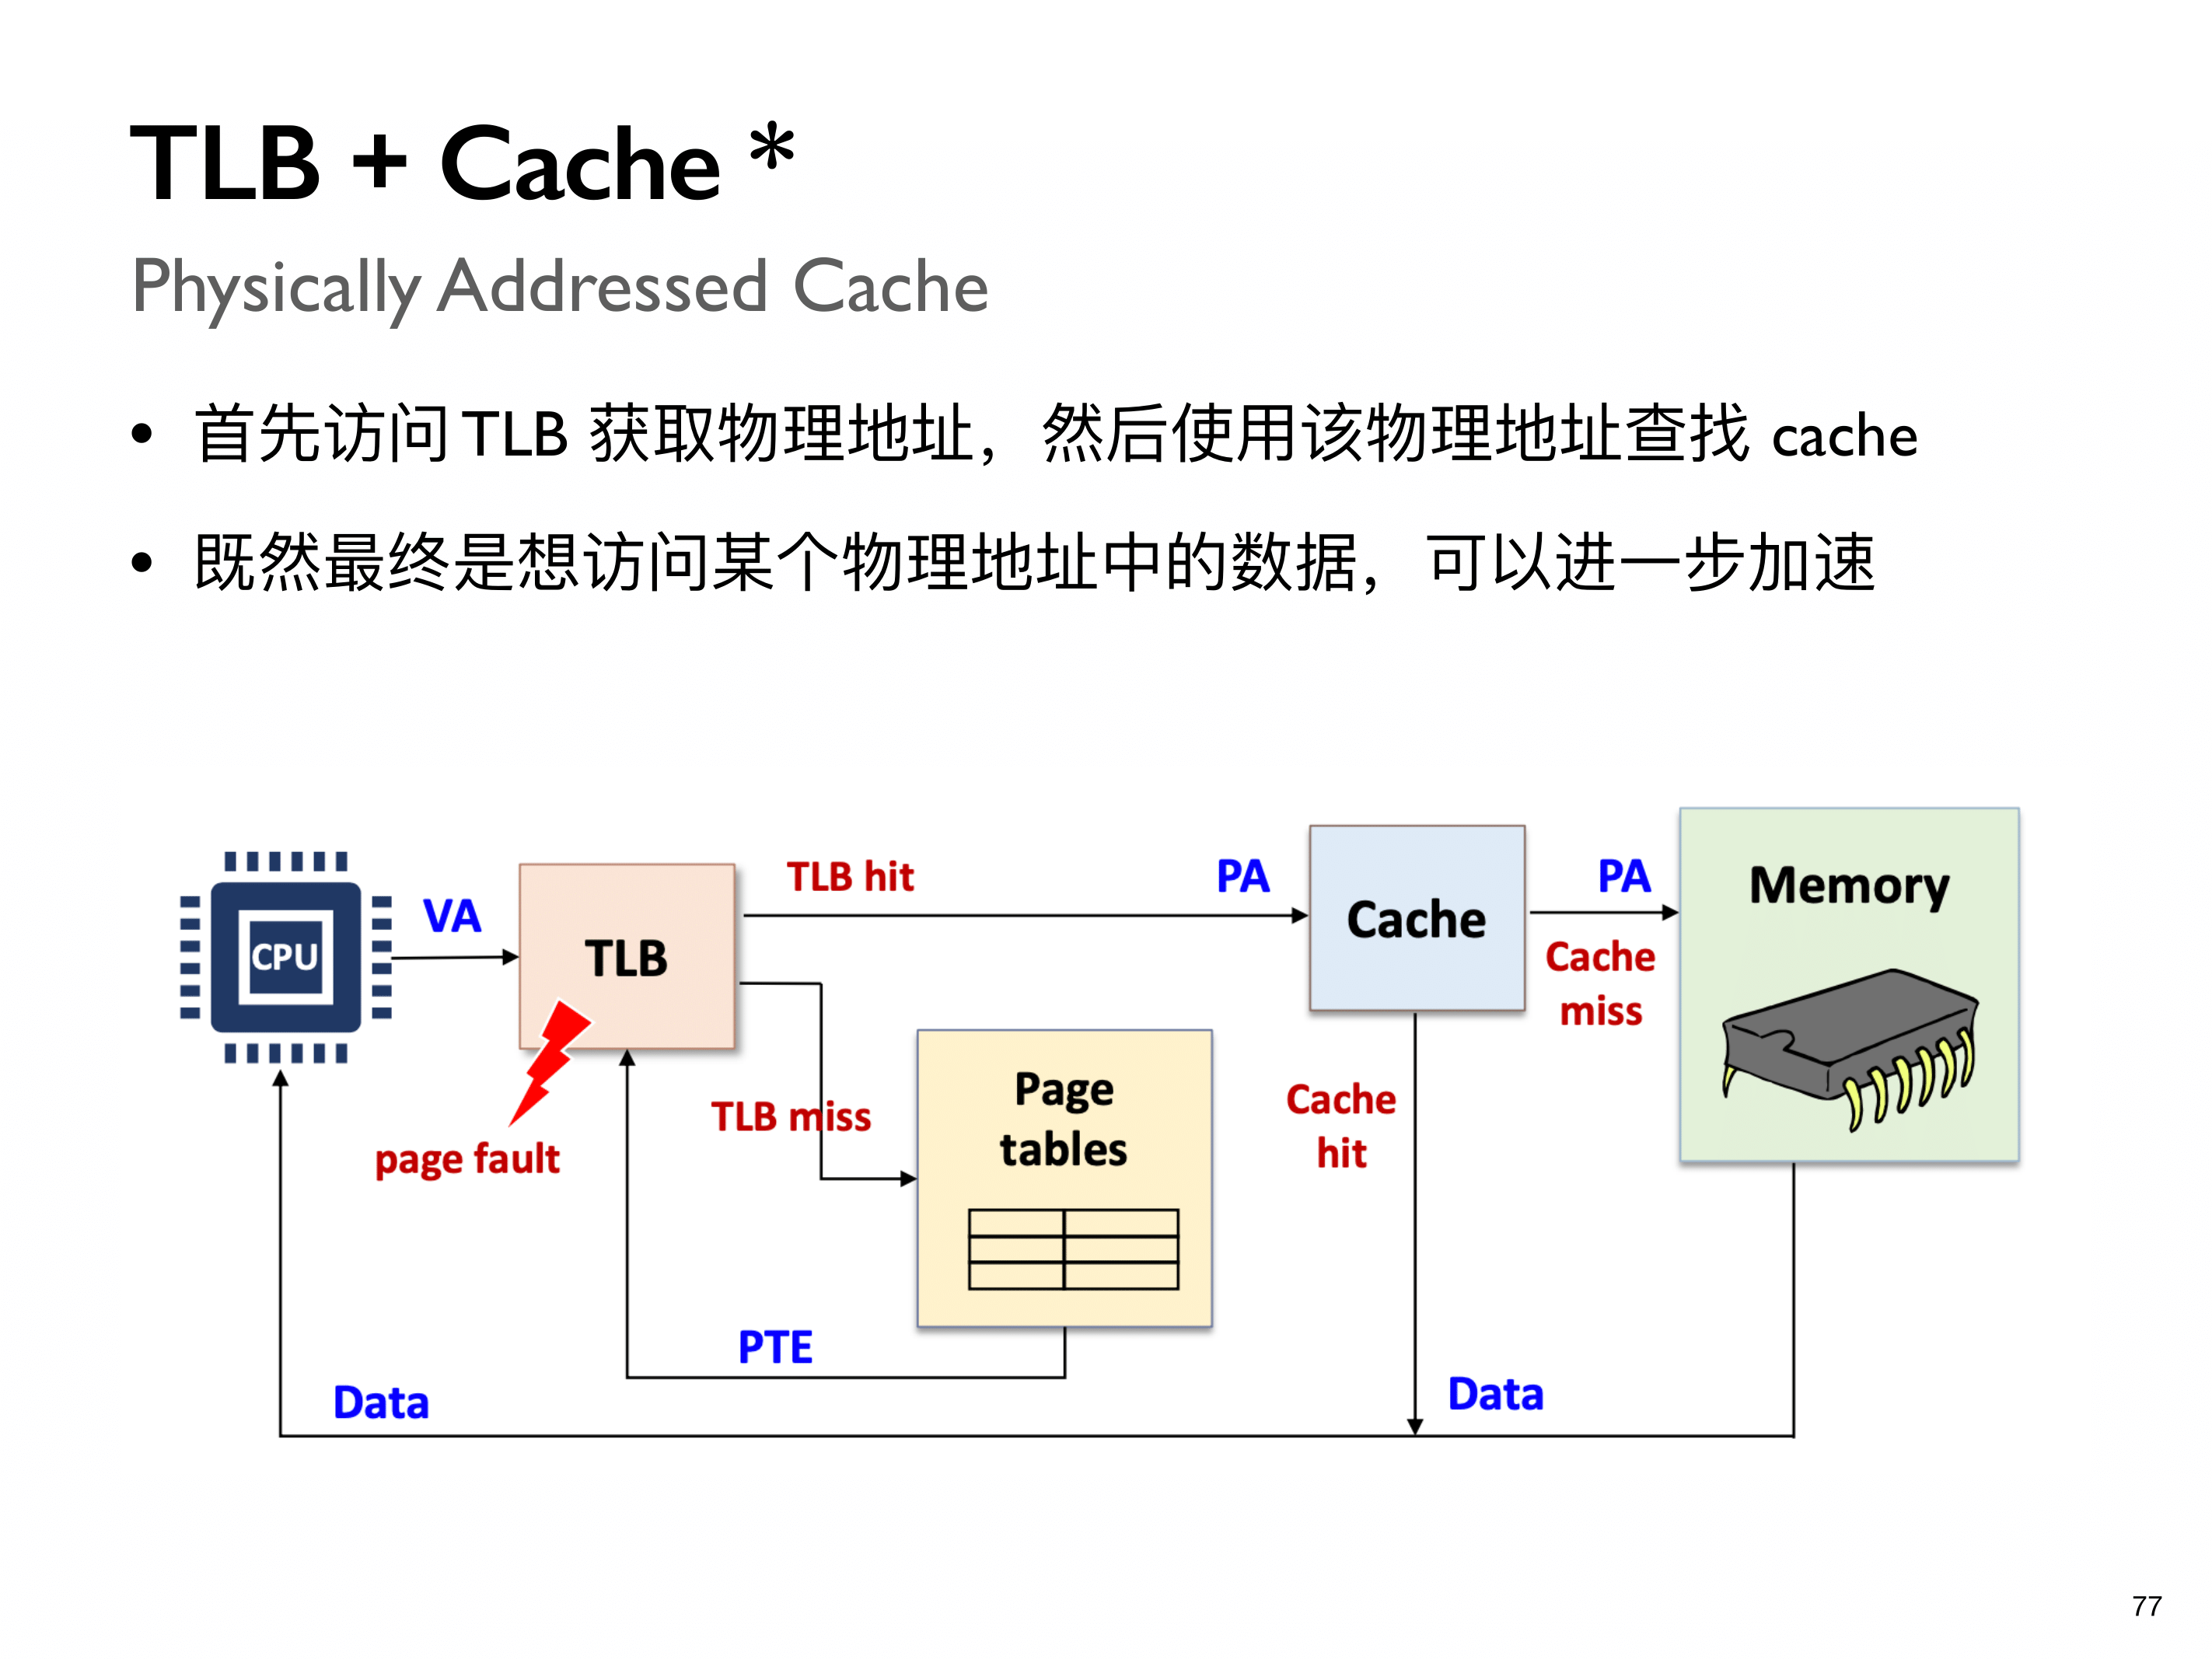 TLB + Cache *
Physically Addressed Cache
• 首先访问 TLB 获取物理地址，然后使用该物理地址查找 cache
• 既然最终是想访问某个物理地址中的数据，可以进一步加速
CPU
VA
TLB
TLB hit
PA
Cache
PA
Memory
Cache
miss
page fault
TLB miss
Page
tables
Cache
hit
PTE
Data
Data
77